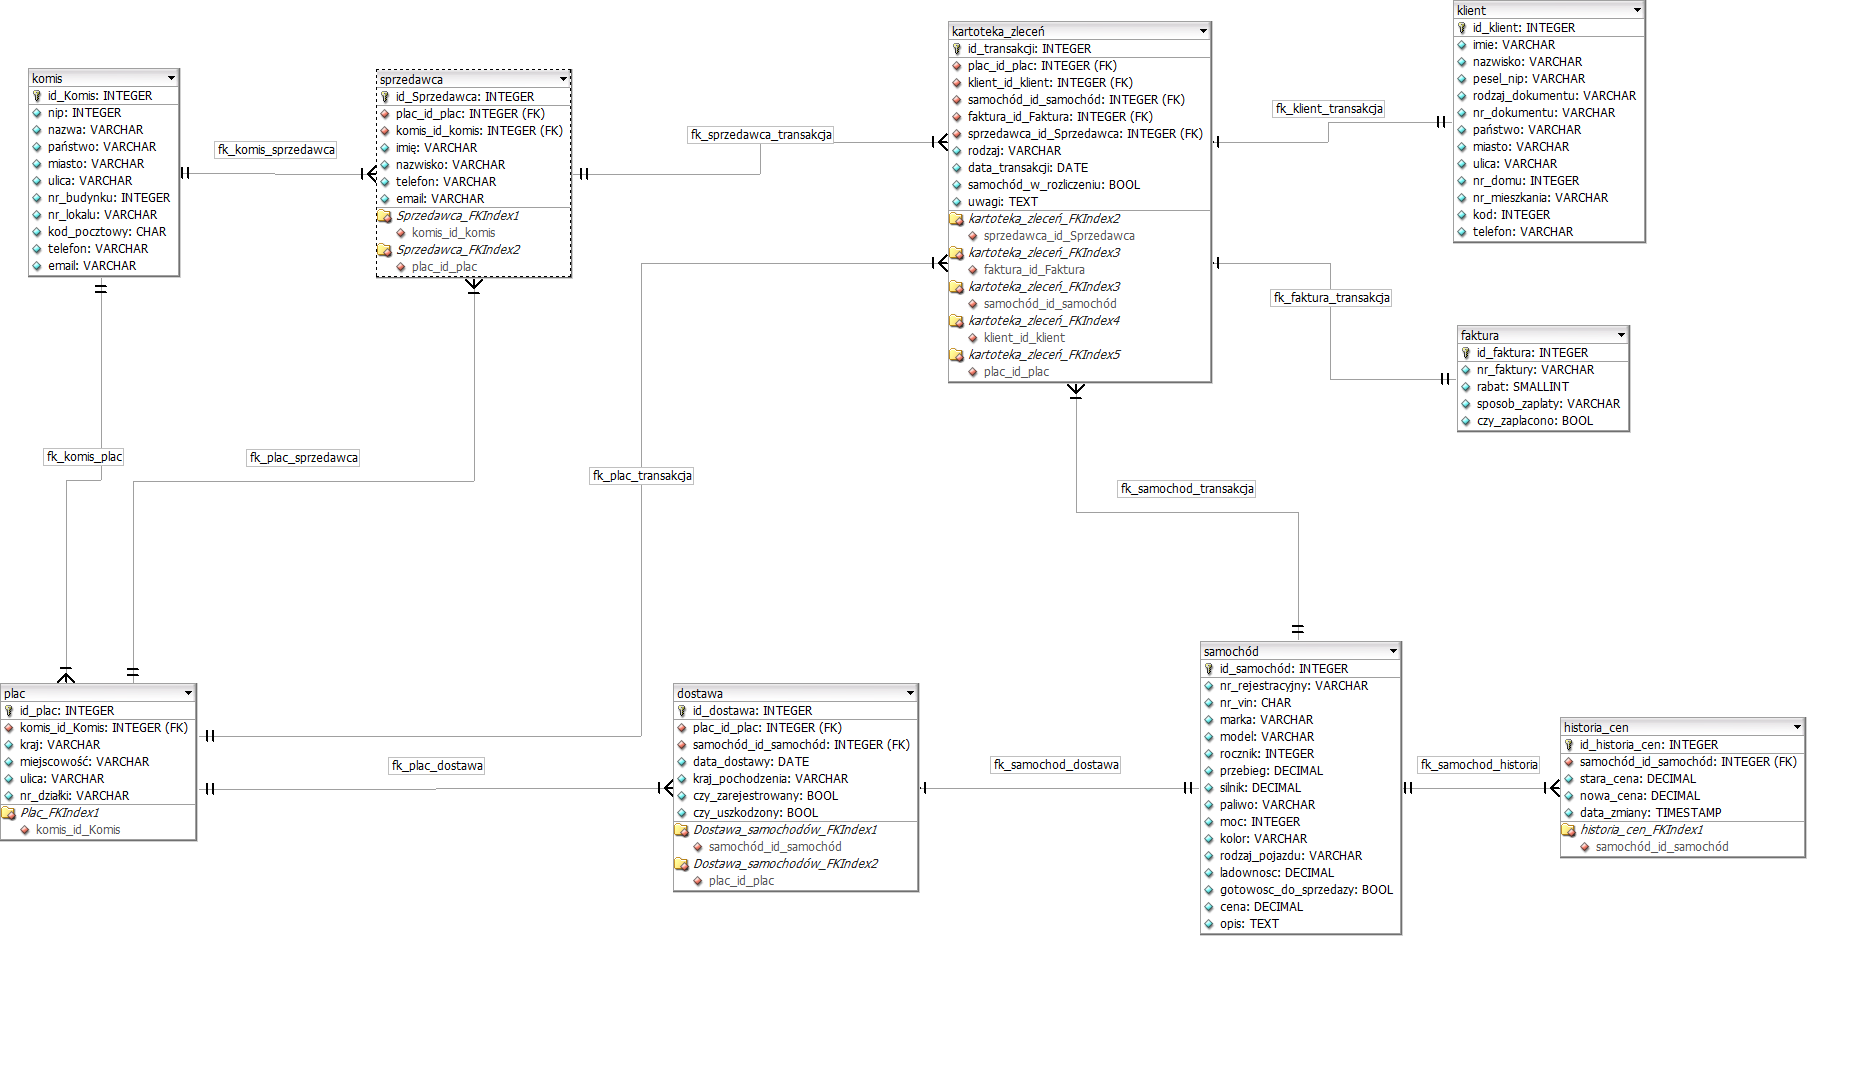 komis
id_Komis: INTEGER
nip: INTEGER
nazwa: VARCHAR
państwo: VARCHAR
miasto: VARCHAR
ulica: VARCHAR
nr_budynku: INTEGER
nr_lokalu: VARCHAR
kod_pocztowy: CHAR
telefon: VARCHAR
email: VARCHAR
fk_komis_sprzedawca
sprzedawca
id_Sprzedawca: INTEGER
plac_id_plac: INTEGER (FK)
komis_id_komis: INTEGER (FK)
imię: VARCHAR
nazwisko: VARCHAR
telefon: VARCHAR
email: VARCHAR
Sprzedawca_FKIndex1
komis_id_komis
Sprzedawca_FKIndex2
plac_id_plac
fk_sprzedawca_transakcja
kartoteka_zleceń
id_transakcji: INTEGER
plac_id_plac: INTEGER (FK)
klient_id_klient: INTEGER (FK)
samochód_id_samochód: INTEGER (FK)
faktura_id_Faktura: INTEGER (FK)
sprzedawca_id_Sprzedawca: INTEGER (FK)
rodzaj: VARCHAR
data_transakcji: DATE
samochód_w_rozliczeniu: BOOL
uwagi: TEXT
kartoteka_zleceń_FKIndex2
sprzedawca_id_Sprzedawca
kartoteka_zleceń_FKIndex3
faktura_id_Faktura
kartoteka_zleceń_FKIndex3
samochód_id_samochód
kartoteka_zleceń_FKIndex4
klient_id_klient
kartoteka_zleceń_FKIndex5
plac_id_plac
fk_klient_transakcja
klient
id_klient: INTEGER
imie: VARCHAR
nazwisko: VARCHAR
pesel_nip: VARCHAR
rodzaj_dokumentu: VARCHAR
nr_dokumentu: VARCHAR
państwo: VARCHAR
miasto: VARCHAR
ulica: VARCHAR
nr_domu: INTEGER
nr_mieszkania: VARCHAR
kod: INTEGER
telefon: VARCHAR
fk_faktura_transakcja
faktura
id_faktura: INTEGER
nr_faktury: VARCHAR
rabat: SMALLINT
sposob_zaplaty: VARCHAR
czy_zaplacono: BOOL
fk_komis_plac
fk_plac_sprzedawca
fk_plac_transakcja
fk_samochod_transakcja
plac
id_plac: INTEGER
komis_id_Komis: INTEGER (FK)
kraj: VARCHAR
miejscowość: VARCHAR
ulica: VARCHAR
nr_działki: VARCHAR
Plac_FKIndex1
komis_id_Komis
fk_plac_dostawa
dostawa
id_dostawa: INTEGER
plac_id_plac: INTEGER (FK)
samochód_id_samochód: INTEGER (FK)
data_dostawy: DATE
kraj_pochodzenia: VARCHAR
czy_zarejestrowany: BOOL
czy_uszkodzony: BOOL
Dostawa_samochodów_FKIndex1
samochód_id_samochód
Dostawa_samochodów_FKIndex2
plac_id_plac
fk_samochod_dostawa
samochód
id_samochód: INTEGER
nr_rejestracyjny: VARCHAR
nr_vin: CHAR
marka: VARCHAR
model: VARCHAR
rocznik: INTEGER
przebieg: DECIMAL
silnik: DECIMAL
paliwo: VARCHAR
moc: INTEGER
kolor: VARCHAR
rodzaj_pojazdu: VARCHAR
ladownosc: DECIMAL
gotowosc_do_sprzedazy: BOOL
cena: DECIMAL
opis: TEXT
fk_samochod_historia
historia_cen
id_historia_cen: INTEGER
samochód_id_samochód: INTEGER (FK)
stara_cena: DECIMAL
nowa_cena: DECIMAL
data_zmiany: TIMESTAMP
historia_cen_FKIndex1
samochód_id_samochód